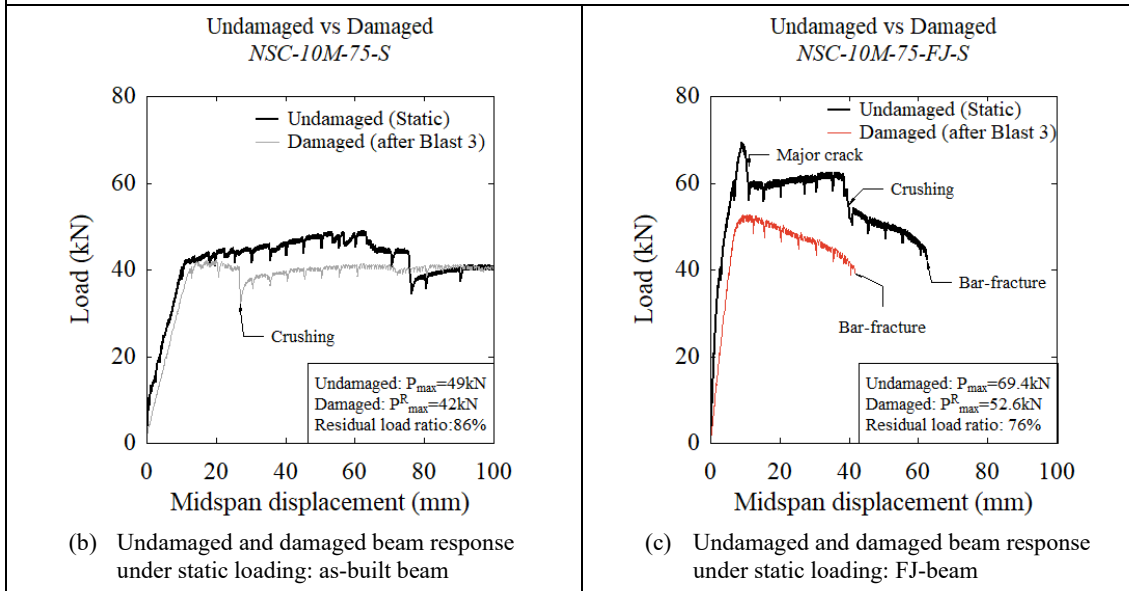 Undamaged vs Damaged
NSC-10M-75-S
80
60
40
20
0
Load (kN)
Undamaged (Static)
Damaged (after Blast 3)
Crushing
Undamaged: Pmax=49kN
Damaged: PRmax=42kN
Residual load ratio:86%
0 20 40 60 80 100
Midspan displacement (mm)
(b) Undamaged and damaged beam response
under static loading: as-built beam
Undamaged vs Damaged
NSC-10M-75-FJ-S
80
60
40
20
0
Load (kN)
Undamaged (Static)
Damaged (after Blast 3)
Major crack
Crushing
Bar-fracture
Bar-fracture
Undamaged: Pmax=69.4kN
Damaged: PRmax=52.6kN
Residual load ratio: 76%
0 20 40 60 80 100
Midspan displacement (mm)
(c) Undamaged and damaged beam response
under static loading: FJ-beam